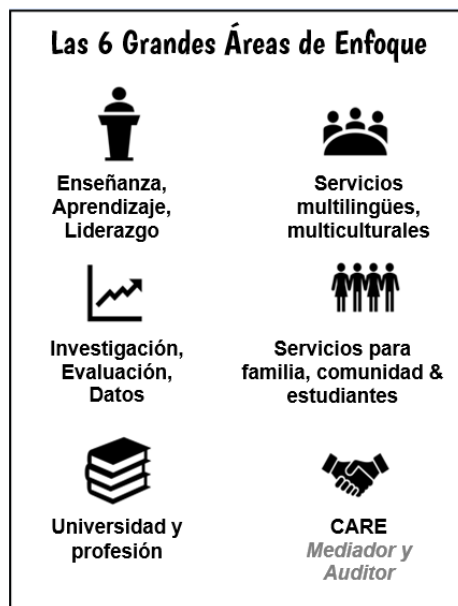 Las 6 Grandes Áreas de Enfoque
Enseñanza,
Aprendizaje,
Liderazgo
Servicios
multilingües,
multiculturales
Investigación,
Evaluación,
Datos
Servicios para
familia, comunidad &
estudiantes
Universidad y
profesión
CARE
Mediador y
Auditor